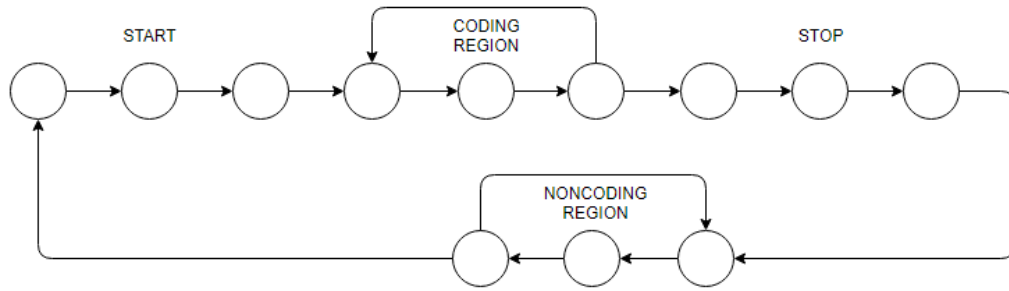 START
CODING
REGION
STOP
NONCODING
REGION